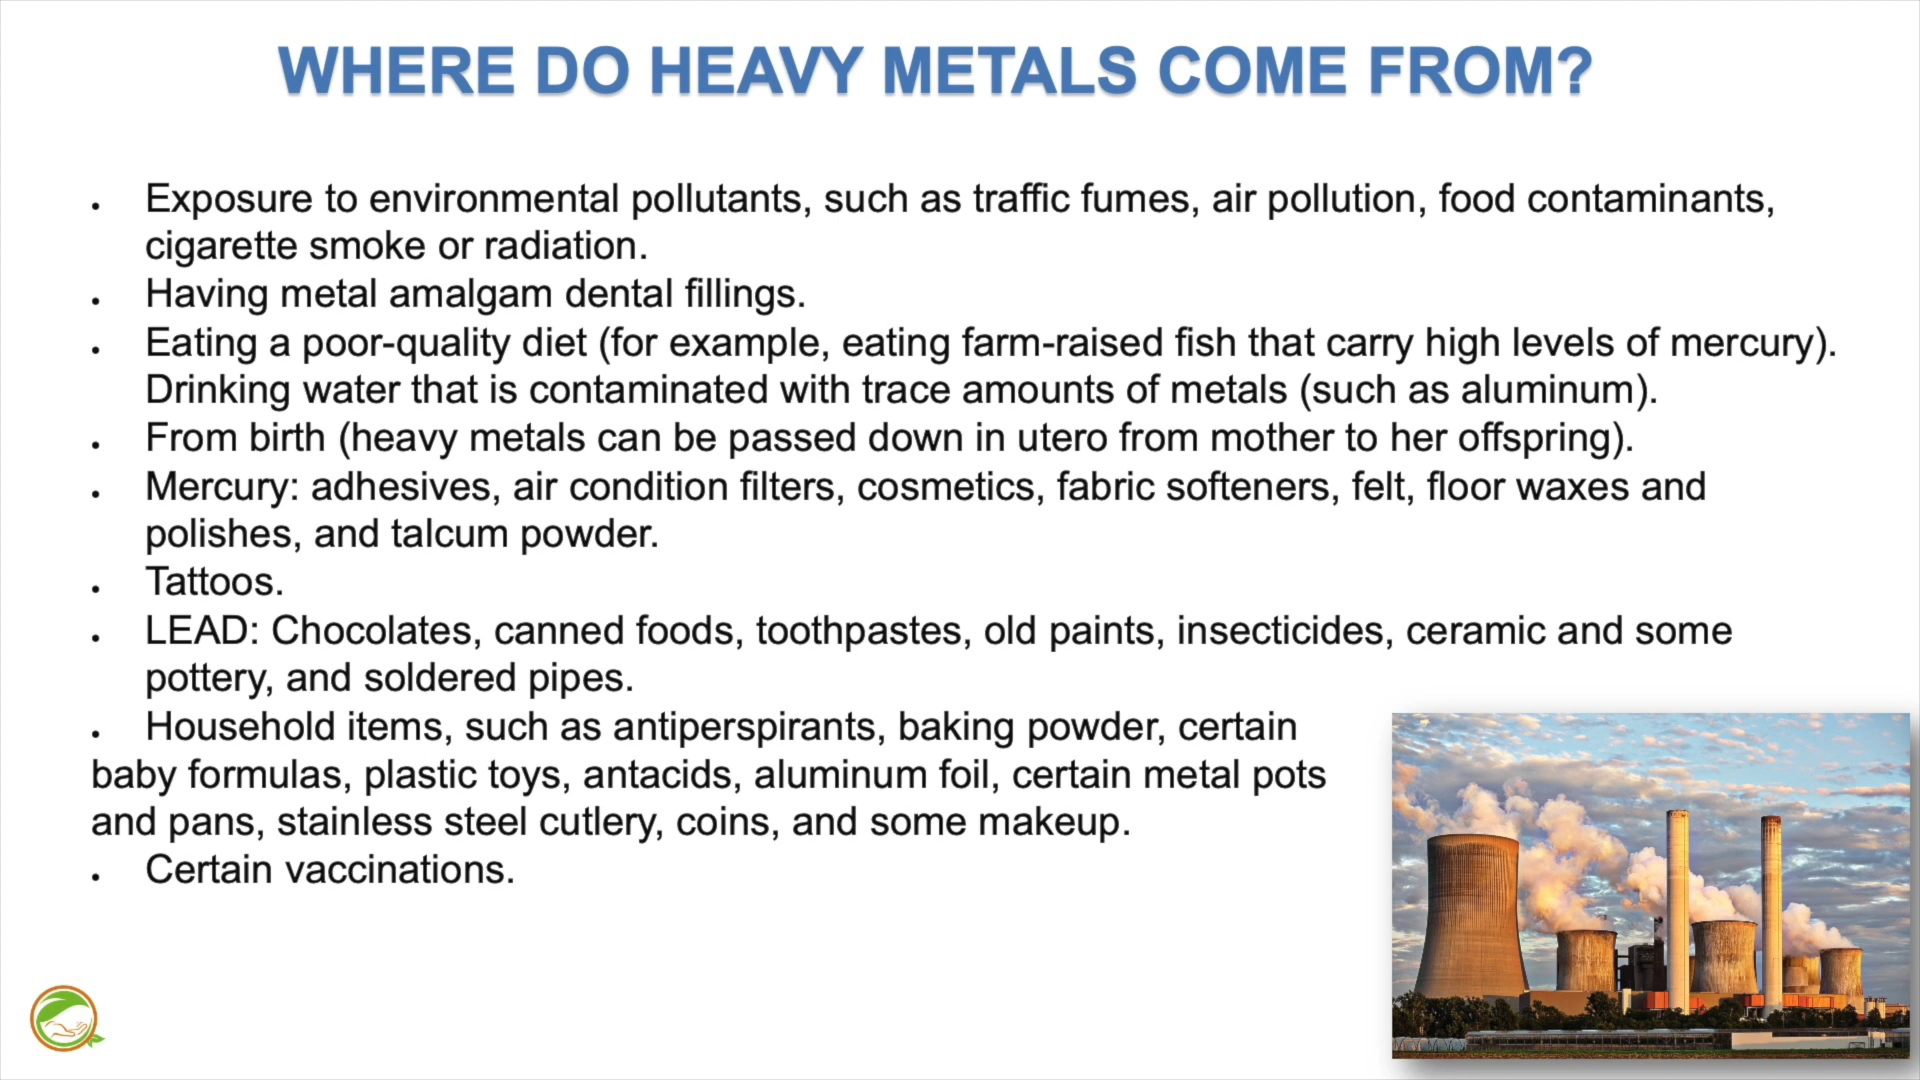 WHERE DO HEAVY METALS COME FROM?
• Exposure to environmental pollutants, such as traffic fumes, air pollution, food contaminants,
cigarette smoke or radiation.
• Having metal amalgam dental fillings.
• Eating a poor-quality diet (for example, eating farm-raised fish that carry high levels of mercury).
Drinking water that is contaminated with trace amounts of metals (such as aluminum).
• From birth (heavy metals can be passed down in utero from mother to her offspring).
• Mercury: adhesives, air condition filters, cosmetics, fabric softeners, felt, floor waxes and
polishes, and talcum powder.
• Tattoos.
• LEAD: Chocolates, canned foods, toothpastes, old paints, insecticides, ceramic and some
pottery, and soldered pipes.
• Household items, such as antiperspirants, baking powder, certain
baby formulas, plastic toys, antacids, aluminum foil, certain metal pots
and pans, stainless steel cutlery, coins, and some makeup.
• Certain vaccinations.